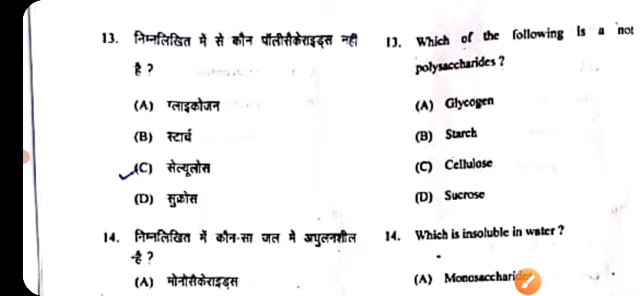 13. निम्नलिखित में से कौन पॉलीसैकेराइड्स नहीं
है ?
(A) ग्लाइकोजन
(B) स्टार्च
(C) सेल्यूलोस
(D) सुक्रोस
14. निम्नलिखित में कौन-सा जल मे अघुलनशील
है ?
(A) मोनोसैकेराइड्स
13. Which of the following is a not
polysaccharides ?
(A) Glycogen
(B) Starch
(C) Cellulose
(D) Sucrose
14. Which is insoluble in water ?
(A)